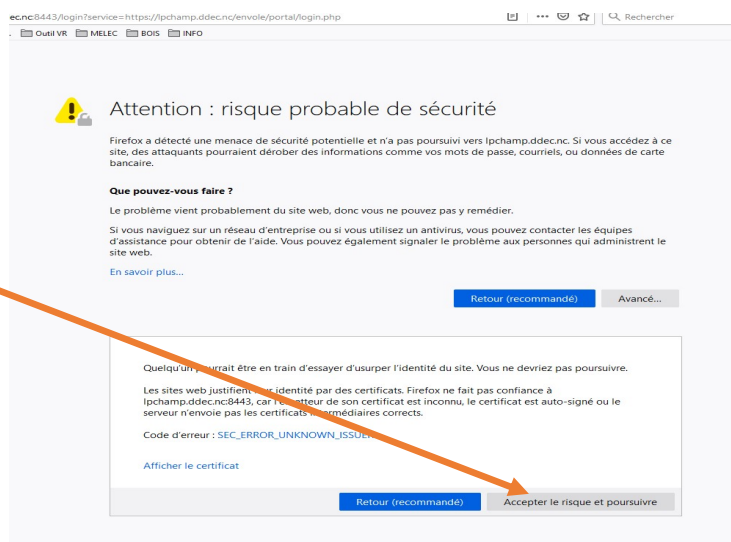 ec.nc:8443/login?service=https://lpchamp.ddec.nc/envole/portal/login.php
Rechercher
Outil VR MELEC BOIS INFO
Attention : risque probable de sécurité
Firefox a détecté une menace de sécurité potentielle et n'a pas poursuivi vers lpchamp.ddec.nc. Si vous accédez à ce
site, des attaquants pourraient dérober des informations comme vos mots de passe, courriels, ou données de carte
bancaire.
Que pouvez-vous faire ?
Le problème vient probablement du site web, donc vous ne pouvez pas y remédier.
Si vous naviguez sur un réseau d'entreprise ou si vous utilisez un antivirus, vous pouvez contacter les équipes
d'assistance pour obtenir de l'aide. Vous pouvez également signaler le problème aux personnes qui administrent le
site web.
En savoir plus...
Retour (recommandé) Avancé...
Quelqu'un pourrait être en train d'essayer d'usurper l'identité du site. Vous ne devriez pas poursuivre.
Les sites web justifient leur identité par des certificats. Firefox ne fait pas confiance à
lpchamp.ddec.nc:8443, car l'émetteur de son certificat est inconnu, le certificat est auto-signé ou le
serveur n'envoie pas les certificats intermédiaires corrects.
Code d'erreur : SEC_ERROR_UNKNOWN_ISSUER
Afficher le certificat
Retour (recommandé) Accepter le risque et poursuivre